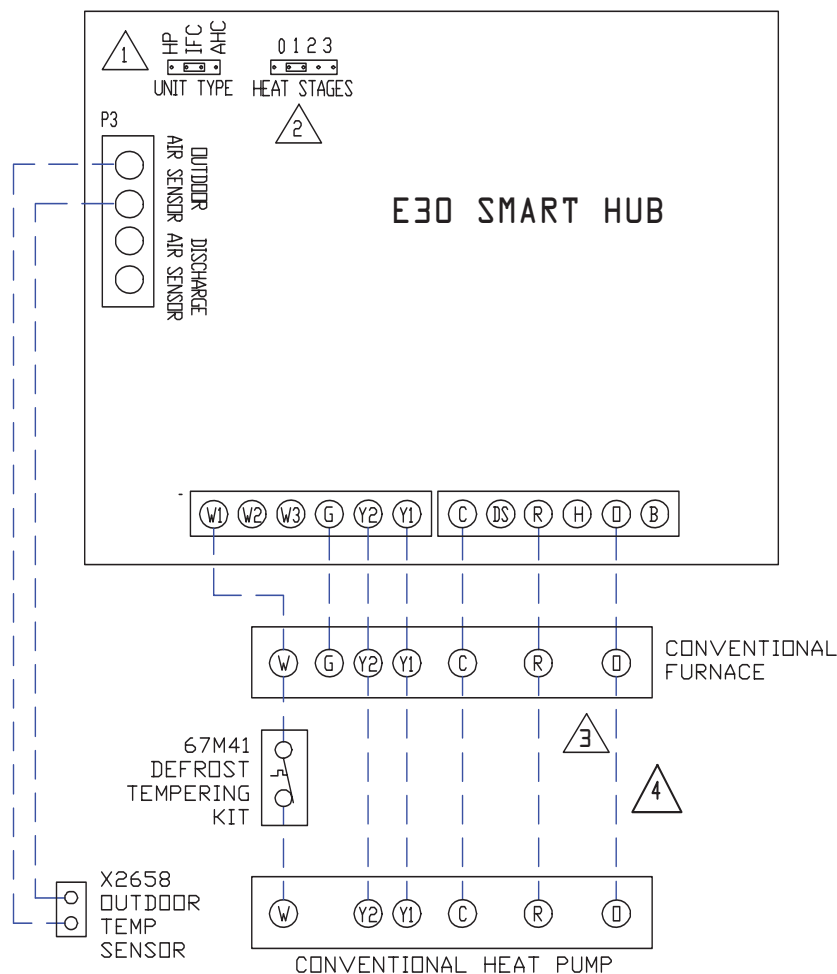 1
HP
IFC
AHC
UNIT TYPE
0 1 2 3
HEAT STAGES
2
P3
OUTDOOR
AIR SENSOR
DISCHARGE
AIR SENSOR
E30 SMART HUB
W1 W2 W3 G Y2 Y1 C DS R H O B
W G Y2 Y1 C R O
CONVENTIONAL
FURNACE
3
67M41
DEFROST
TEMPERING
KIT
4
X2658
OUTDOOR
TEMP
SENSOR
W Y2 Y1 C R O
CONVENTIONAL HEAT PUMP